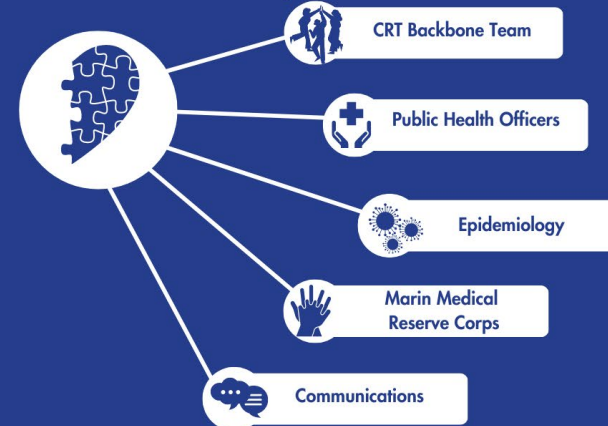 CRT Backbone Team
Public Health Officers
Epidemiology
Marin Medical
Reserve Corps
Communications